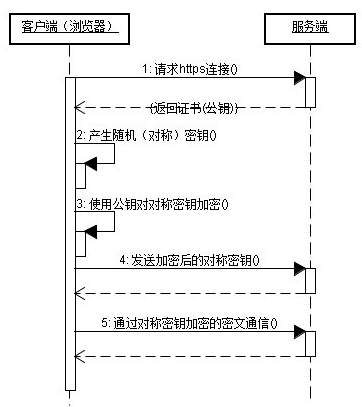 客户端（浏览器）
服务端
1: 请求https连接()
(返回证书(公钥))
2: 产生随机（对称）密钥()
3: 使用公钥对对称密钥加密()
4: 发送加密后的对称密钥()
5: 通过对称密钥加密的密文通信()